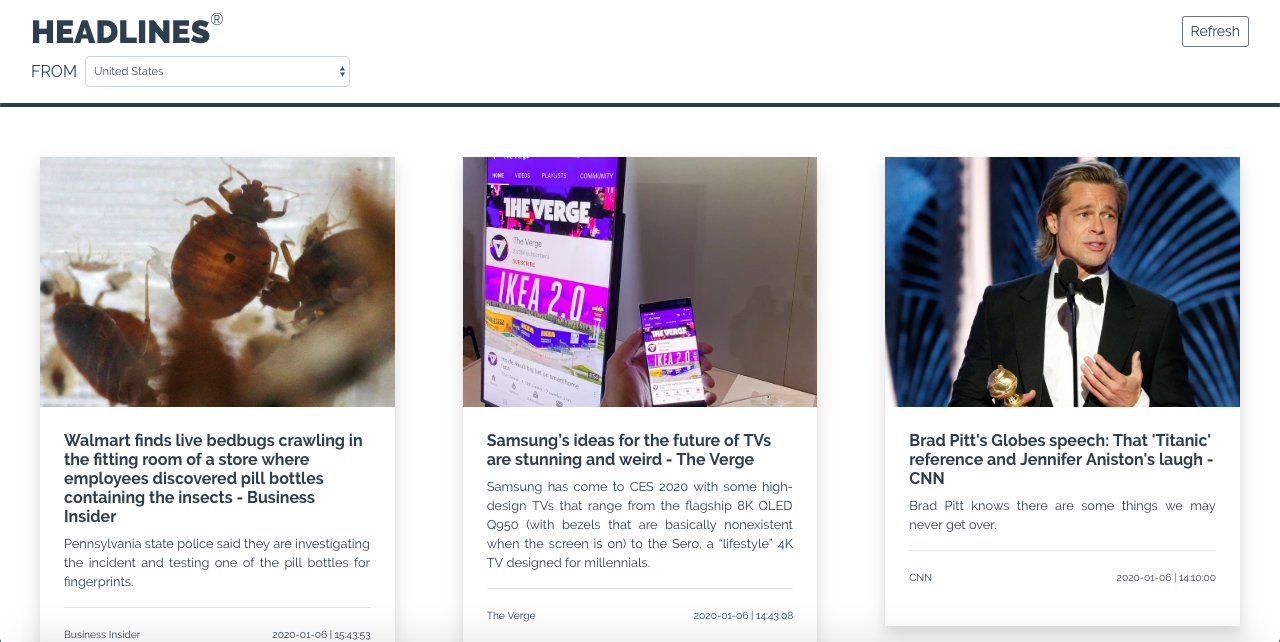 HEADLINES®
Refresh
FROM
United States
HOME VIDEOS PLAYLISTS COMMUNITY
THE VERGE
The Verge
SUBSCRIBE
IKEA 2.0
THE VERGE
IKEA 2.0
Walmart finds live bedbugs crawling in
the fitting room of a store where
employees discovered pill bottles
containing the insects - Business
Insider
Pennsylvania state police said they are investigating
the incident and testing one of the pill bottles for
fingerprints.
Business Insider
2020-01-06 | 15:43:53
Samsung's ideas for the future of TVs
are stunning and weird - The Verge
Samsung has come to CES 2020 with some high-
design TVs that range from the flagship 8K QLED
Q950 (with bezels that are basically nonexistent
when the screen is on) to the Sero, a “lifestyle” 4K
TV designed for millennials.
The Verge
2020-01-06 | 14:43:08
Brad Pitt's Globes speech: That 'Titanic'
reference and Jennifer Aniston's laugh -
CNN
Brad Pitt knows there are some things we may
never get over.
CNN
2020-01-06 | 14:10:00